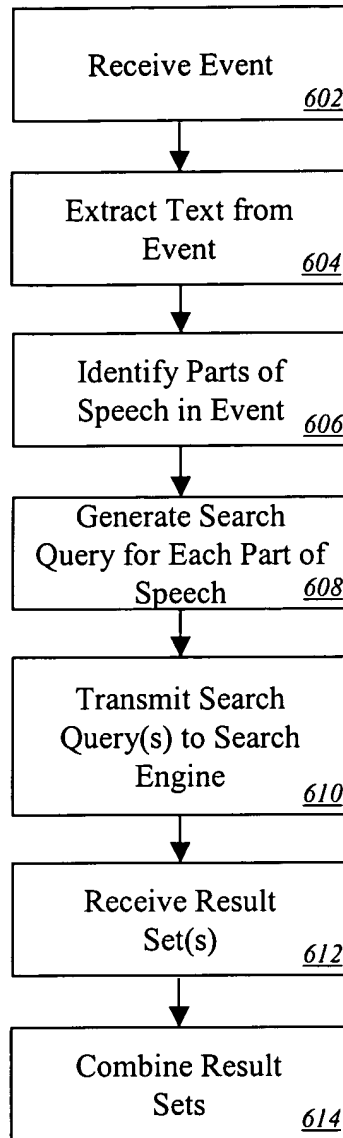 Receive Event
602
Extract Text from
Event
604
Identify Parts of
Speech in Event
606
Generate Search
Query for Each Part of
Speech
608
Transmit Search
Query(s) to Search
Engine
610
Receive Result
Set(s)
612
Combine Result
Sets
614